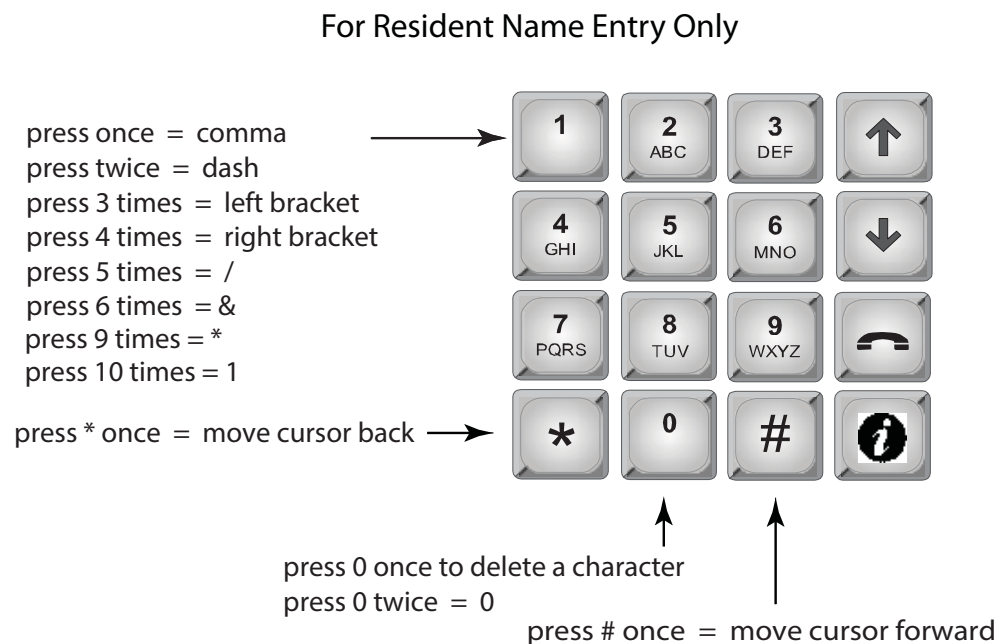 For Resident Name Entry Only
press once = comma
press twice = dash
press 3 times = left bracket
press 4 times = right bracket
press 5 times = /
press 6 times = &
press 9 times = *
press 10 times = 1
press * once = move cursor back
1
2
ABC
3
DEF
4
GHI
5
JKL
6
MNO
7
PQRS
8
TUV
9
WXYZ
*
0
#
i
press 0 once to delete a character
press 0 twice = 0
press # once = move cursor forward